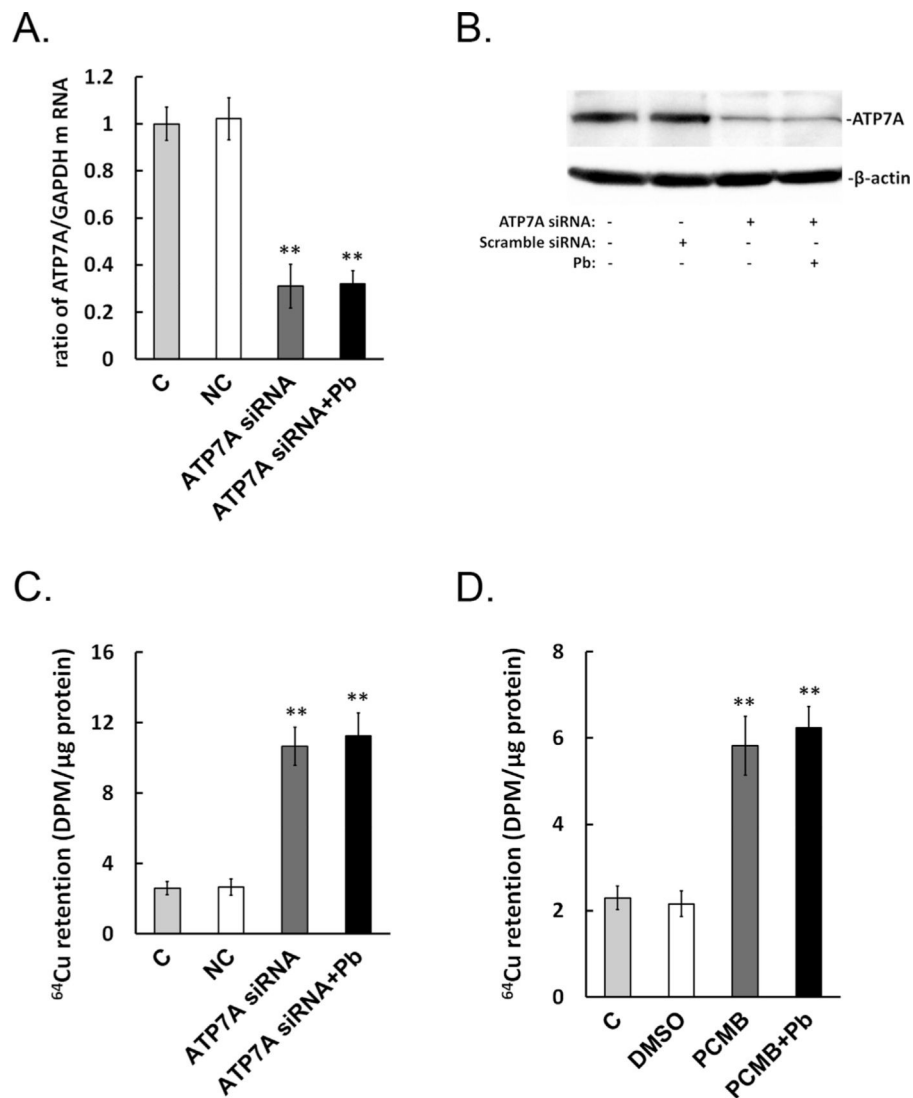 A.
ratio of ATP7A/GAPDH m RNA
1.2
1
0.8
0.6
0.4
0.2
0
**
**
C
NC
ATP7A siRNA
ATP7A siRNA+Pb
B.
-ATP7A
-β-actin
ATP7A siRNA: - - + +
Scramble siRNA: - + - -
Pb: - - - +
C.
⁶⁴Cu retention (DPM/µg protein)
16
12
8
4
0
**
**
C
NC
ATP7A siRNA
ATP7A siRNA+Pb
D.
⁶⁴Cu retention (DPM/µg protein)
8
6
4
2
0
**
**
C
DMSO
PCMB
PCMB+Pb